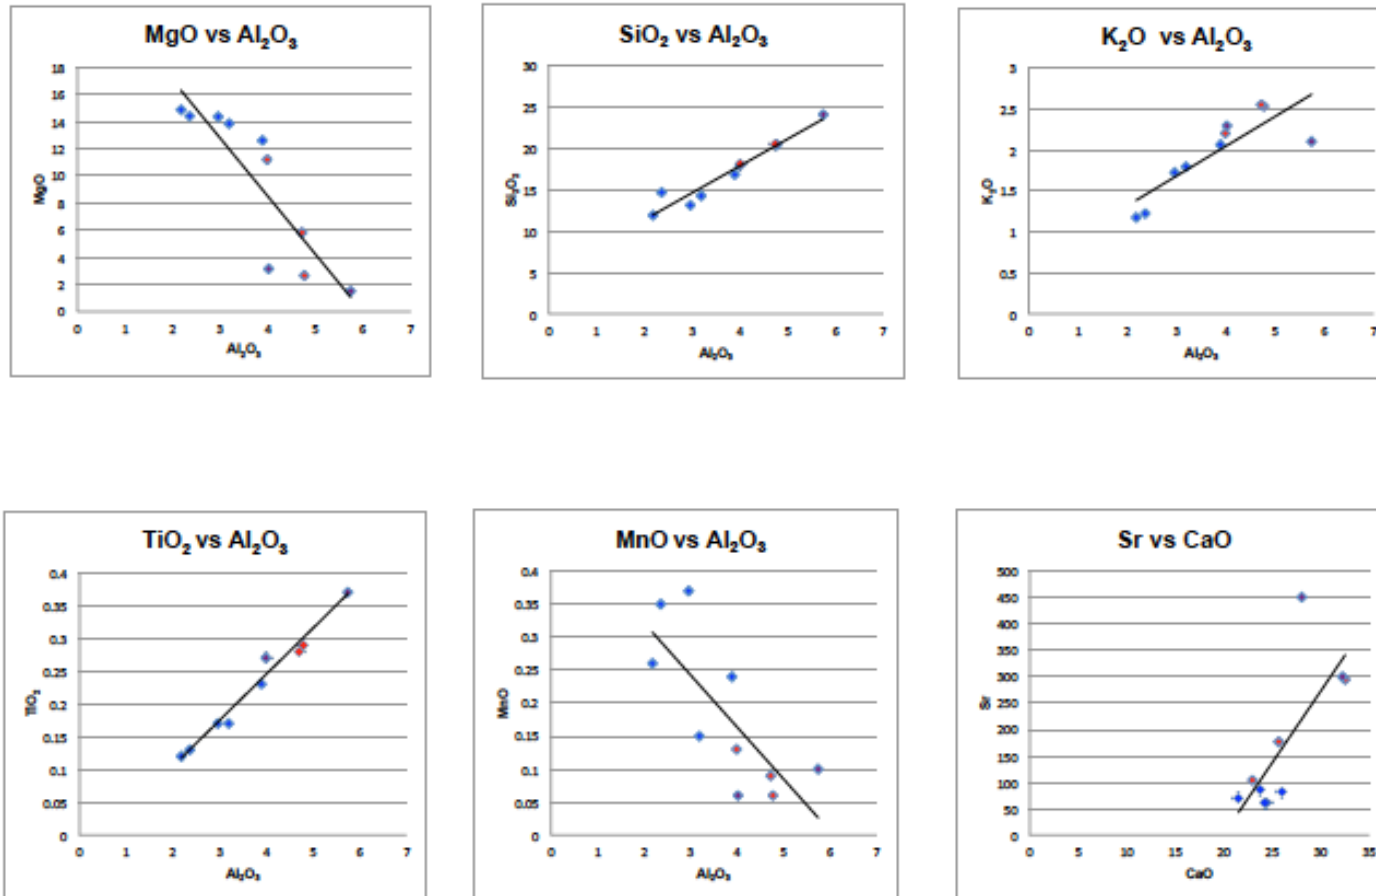 MgO vs Al₂O₃
18
16
14
12
10
8
6
4
2
0
MgO
0 1 2 3 4 5 6 7
Al₂O₃
SiO₂ vs Al₂O₃
30
25
20
15
10
5
0
Si₂O₃
0 1 2 3 4 5 6 7
Al₂O₃
K₂O vs Al₂O₃
3
2.5
2
1.5
1
0.5
0
K₂O
0 1 2 3 4 5 6 7
Al₂O₃
TiO₂ vs Al₂O₃
0.4
0.35
0.3
0.25
0.2
0.15
0.1
0.05
0
TiO₂
0 1 2 3 4 5 6 7
Al₂O₃
MnO vs Al₂O₃
0.4
0.35
0.3
0.25
0.2
0.15
0.1
0.05
0
MnO
0 1 2 3 4 5 6 7
Al₂O₃
Sr vs CaO
500
450
400
350
300
250
200
150
100
50
0
Sr
0 5 10 15 20 25 30 35
CaO